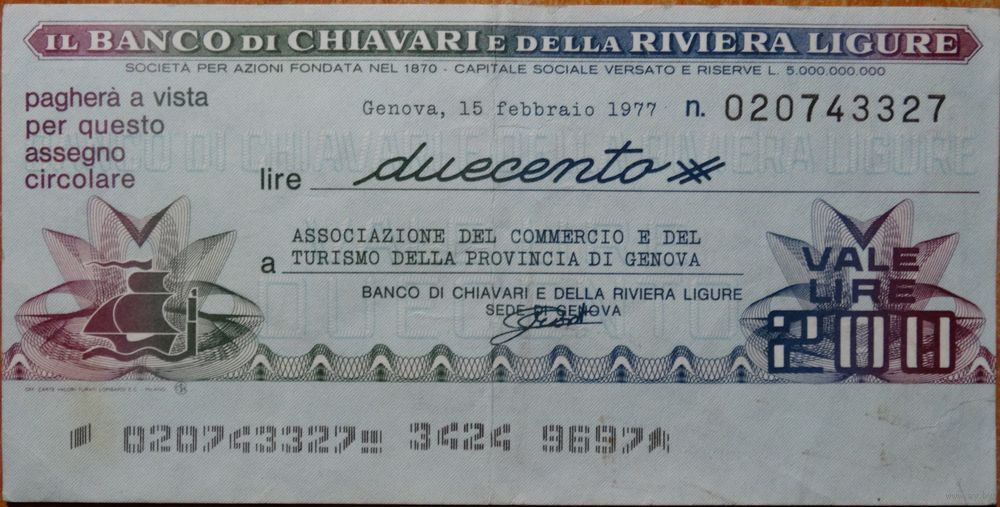 IL BANCO DI CHIAVARI E DELLA RIVIERA LIGURE
SOCIETÀ PER AZIONI FONDATA NEL 1870 - CAPITALE SOCIALE VERSATO E RISERVE L. 5.000.000.000
pagherà a vista
per questo
assegno
circolare
Genova, 15 febbraio 1977 n. 020743327
lire duecento
a ASSOCIAZIONE DEL COMMERCIO E DEL
TURISMO DELLA PROVINCIA DI GENOVA
BANCO DI CHIAVARI E DELLA RIVIERA LIGURE
SEDE DI GENOVA
VALE
LIRE
200
020743327 3424 9697